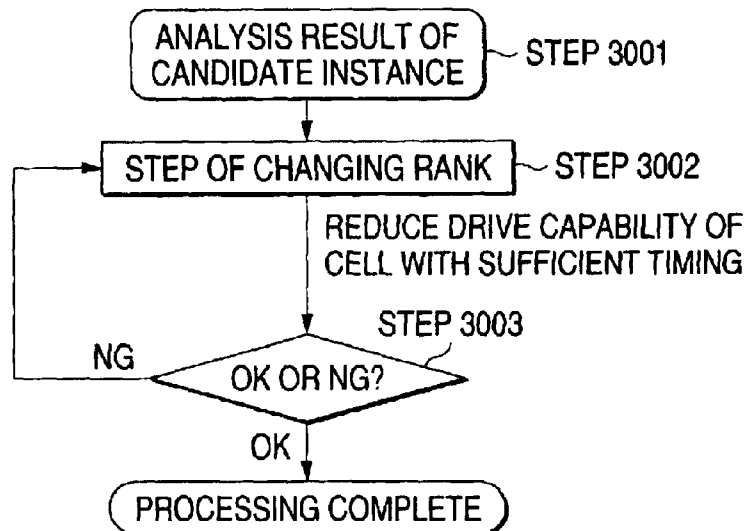 ANALYSIS RESULT OF
CANDIDATE INSTANCE
STEP 3001
STEP OF CHANGING RANK
STEP 3002
REDUCE DRIVE CAPABILITY OF
CELL WITH SUFFICIENT TIMING
STEP 3003
NG
OK OR NG?
OK
PROCESSING COMPLETE